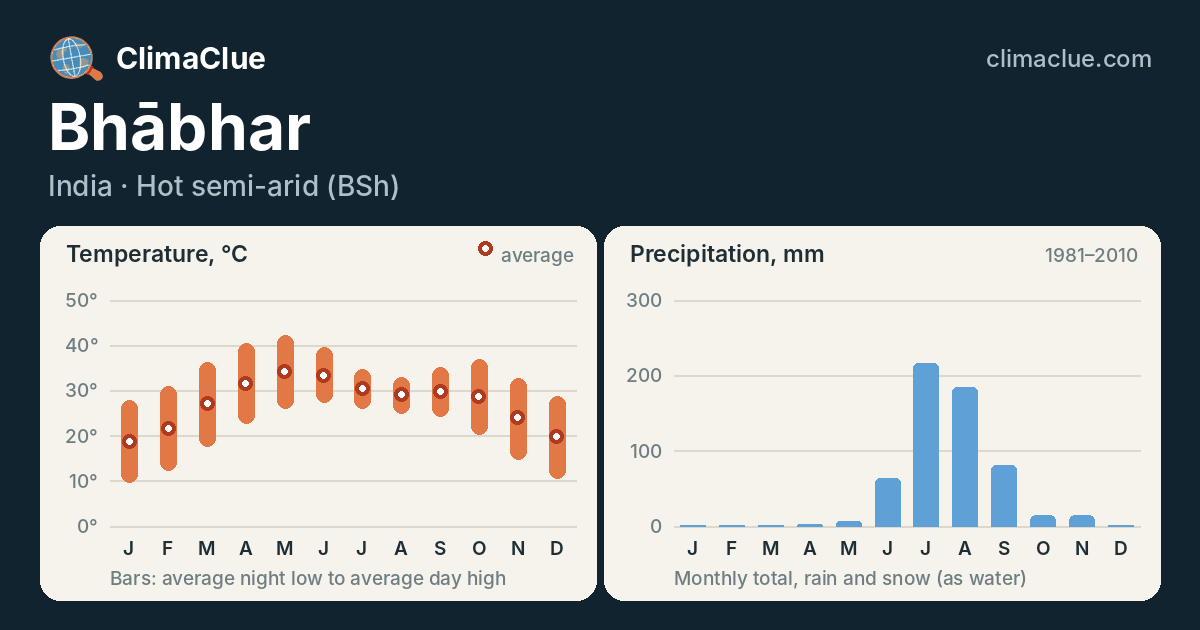 ClimaClue
climaclue.com
Bhābhar
India · Hot semi-arid (BSh)
Temperature, °C
average
50°
40°
30°
20°
10°
0°
J F M A M J J A S O N D
Bars: average night low to average day high
Precipitation, mm
1981–2010
300
200
100
0
J F M A M J J A S O N D
Monthly total, rain and snow (as water)